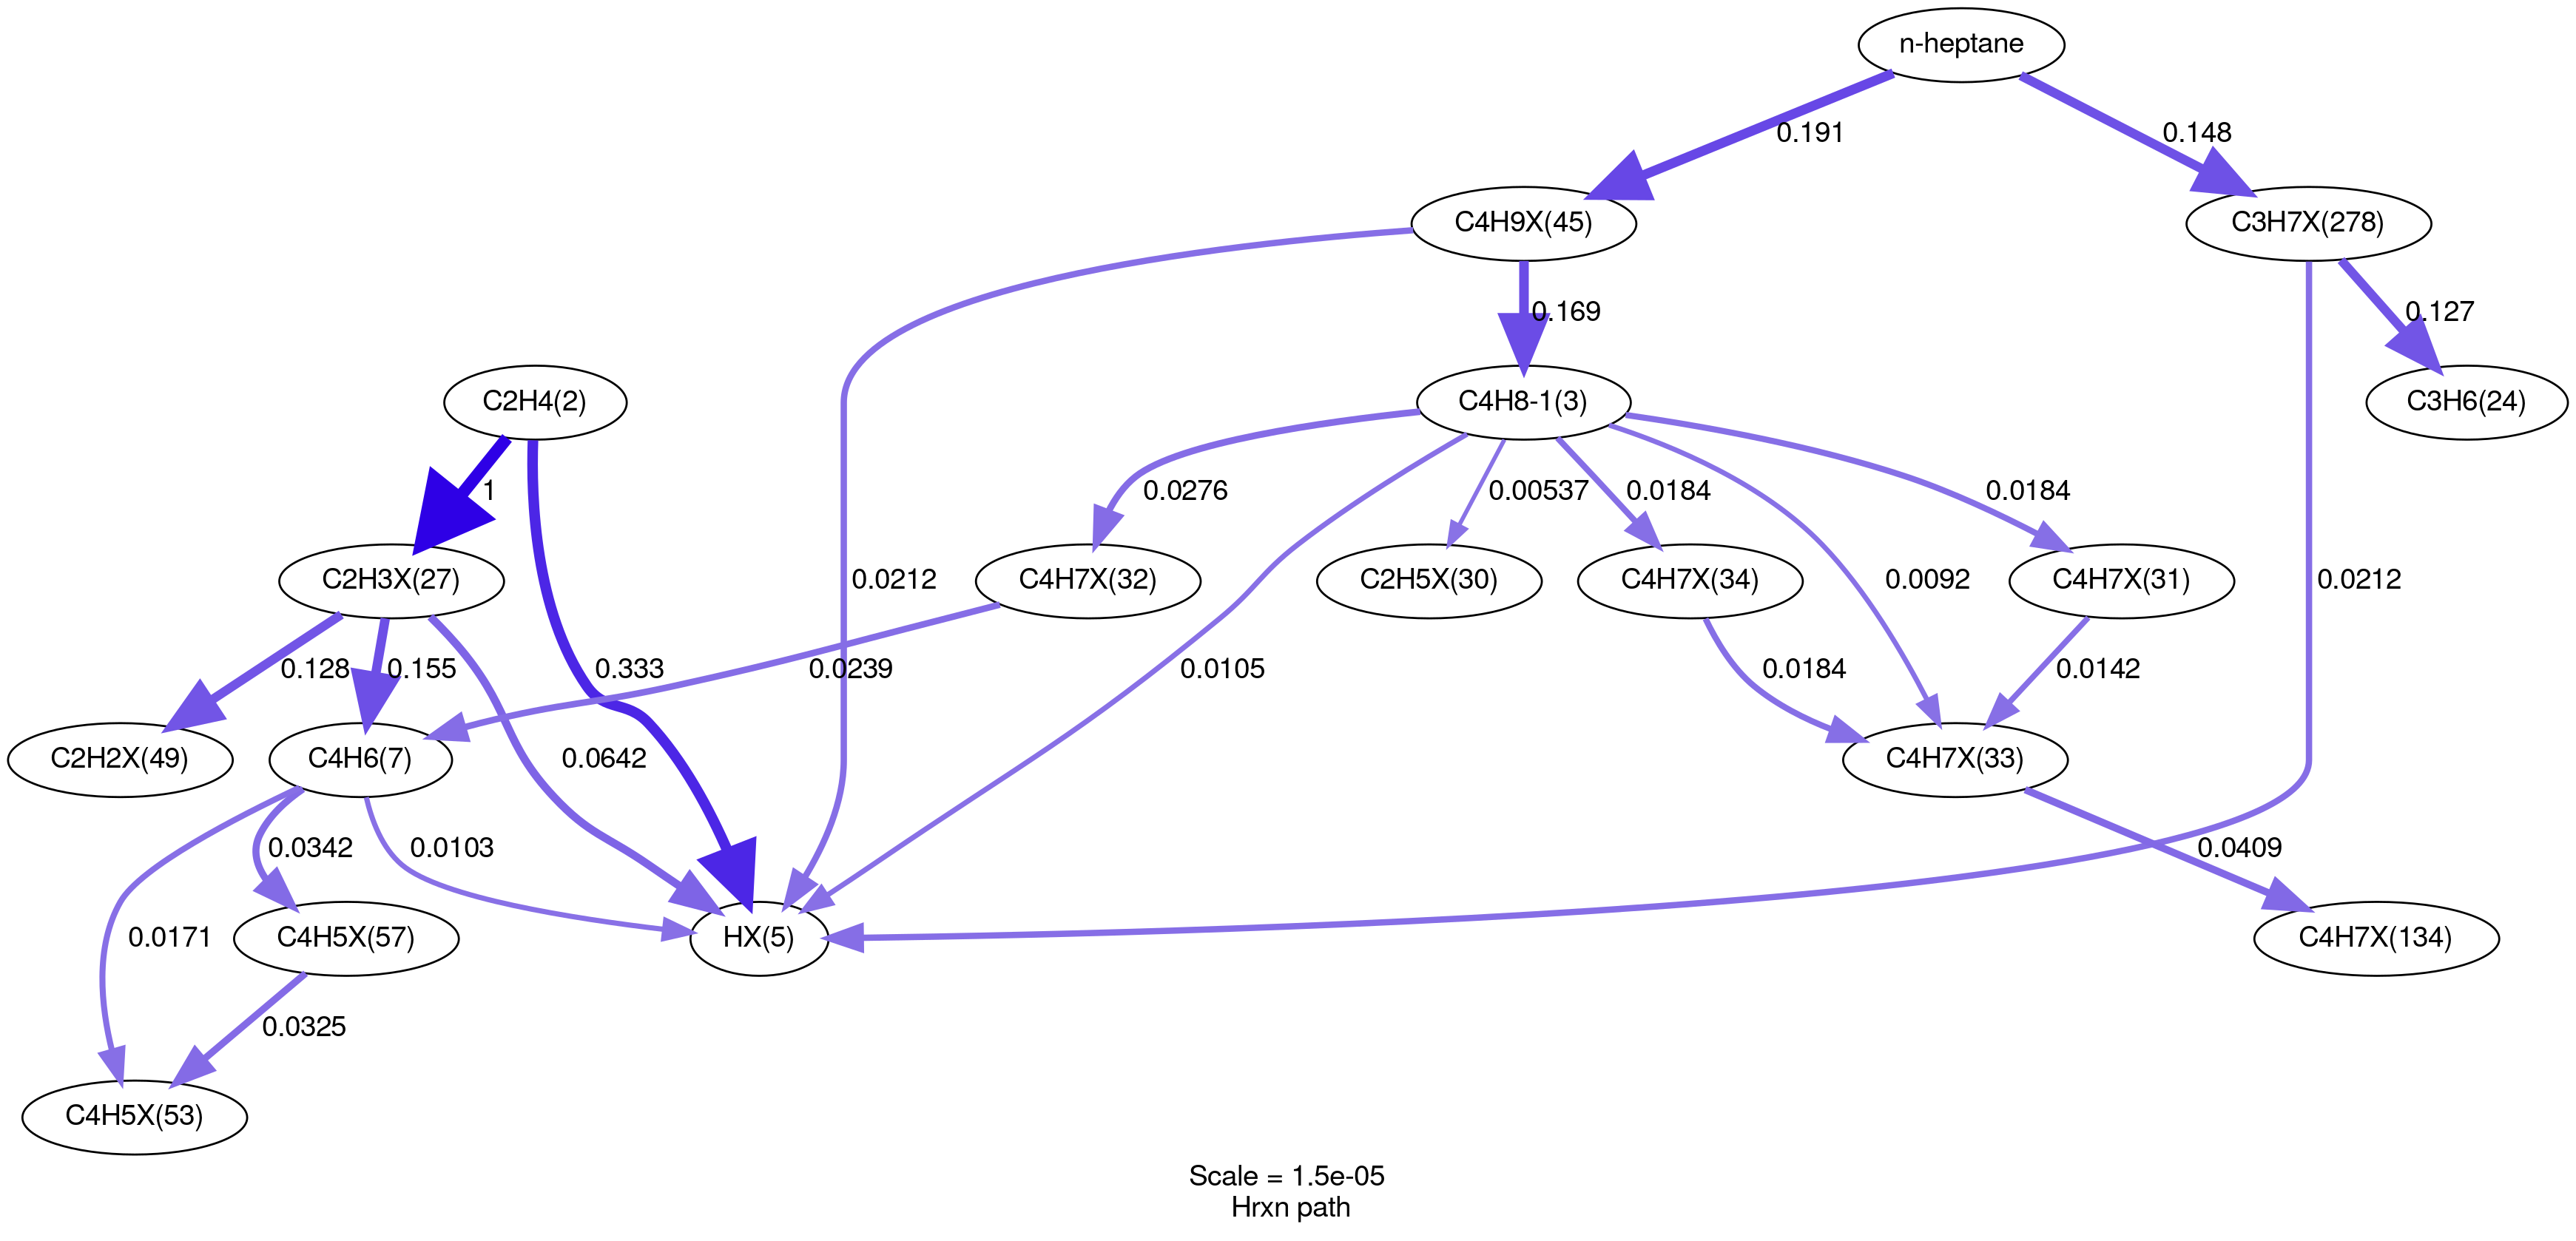 n-heptane
0.191
0.148
C4H9X(45)
C3H7X(278)
0.169
0.127
C2H4(2)
C4H8-1(3)
C3H6(24)
1
0.0276
0.00537
0.0184
0.0184
C2H3X(27)
0.0212
C4H7X(32)
C2H5X(30)
C4H7X(34)
0.0092
C4H7X(31)
0.0212
0.128
0.155
0.333
0.0239
0.0105
0.0184
0.0142
C2H2X(49)
C4H6(7)
0.0642
C4H7X(33)
0.0342
0.0103
0.0409
0.0171
C4H5X(57)
HX(5)
C4H7X(134)
0.0325
C4H5X(53)
Scale = 1.5e-05
Hrxn path